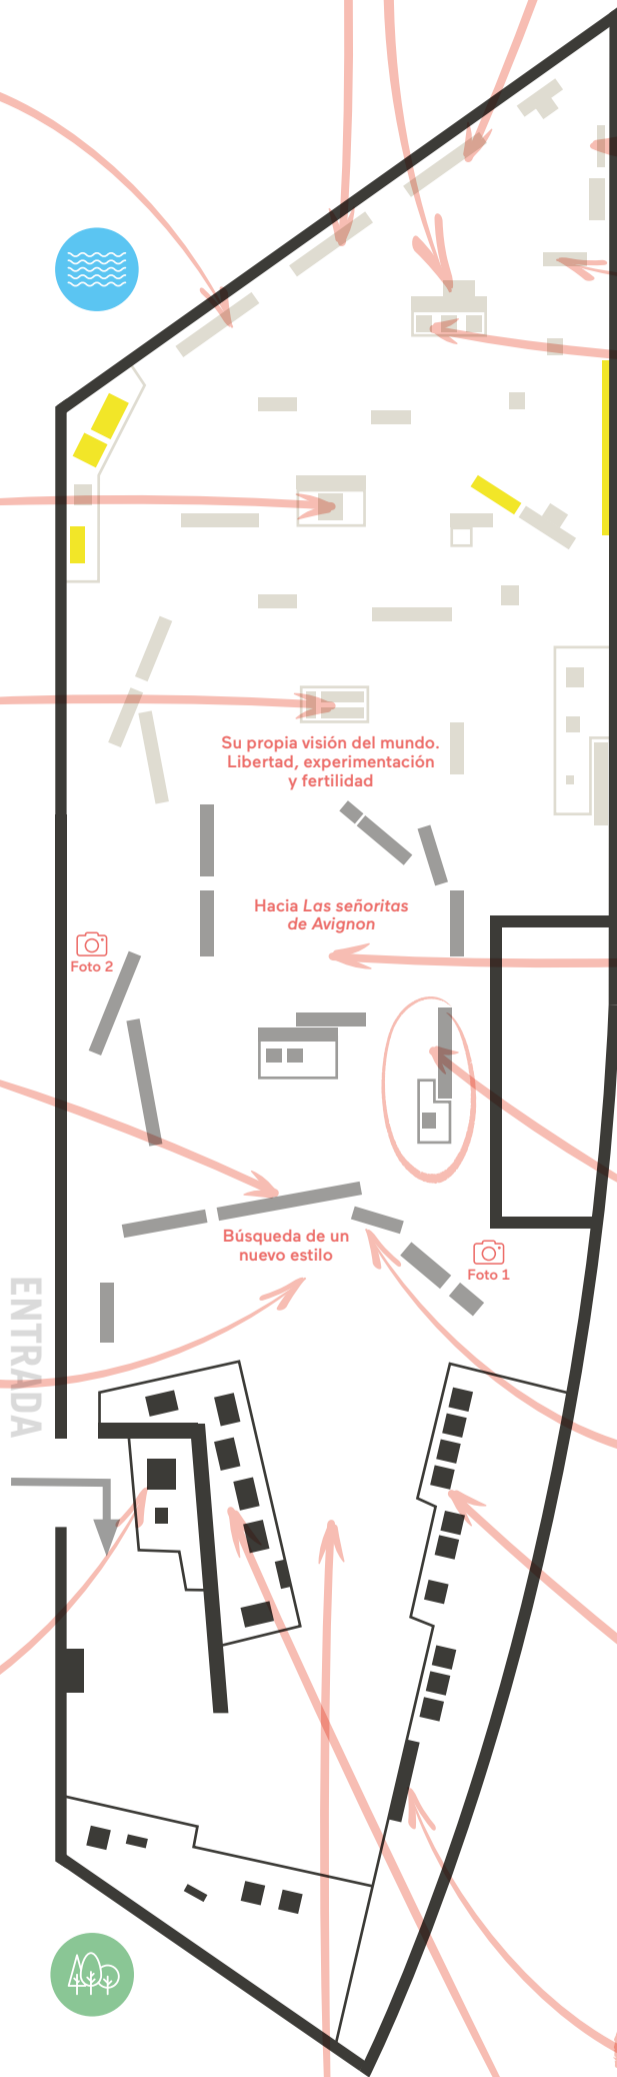 Su propia visión del mundo.
Libertad, experimentación
y fertilidad
Hacia Las señoritas
de Avignon
Foto 2
Búsqueda de un
nuevo estilo
Foto 1
ENTRADA